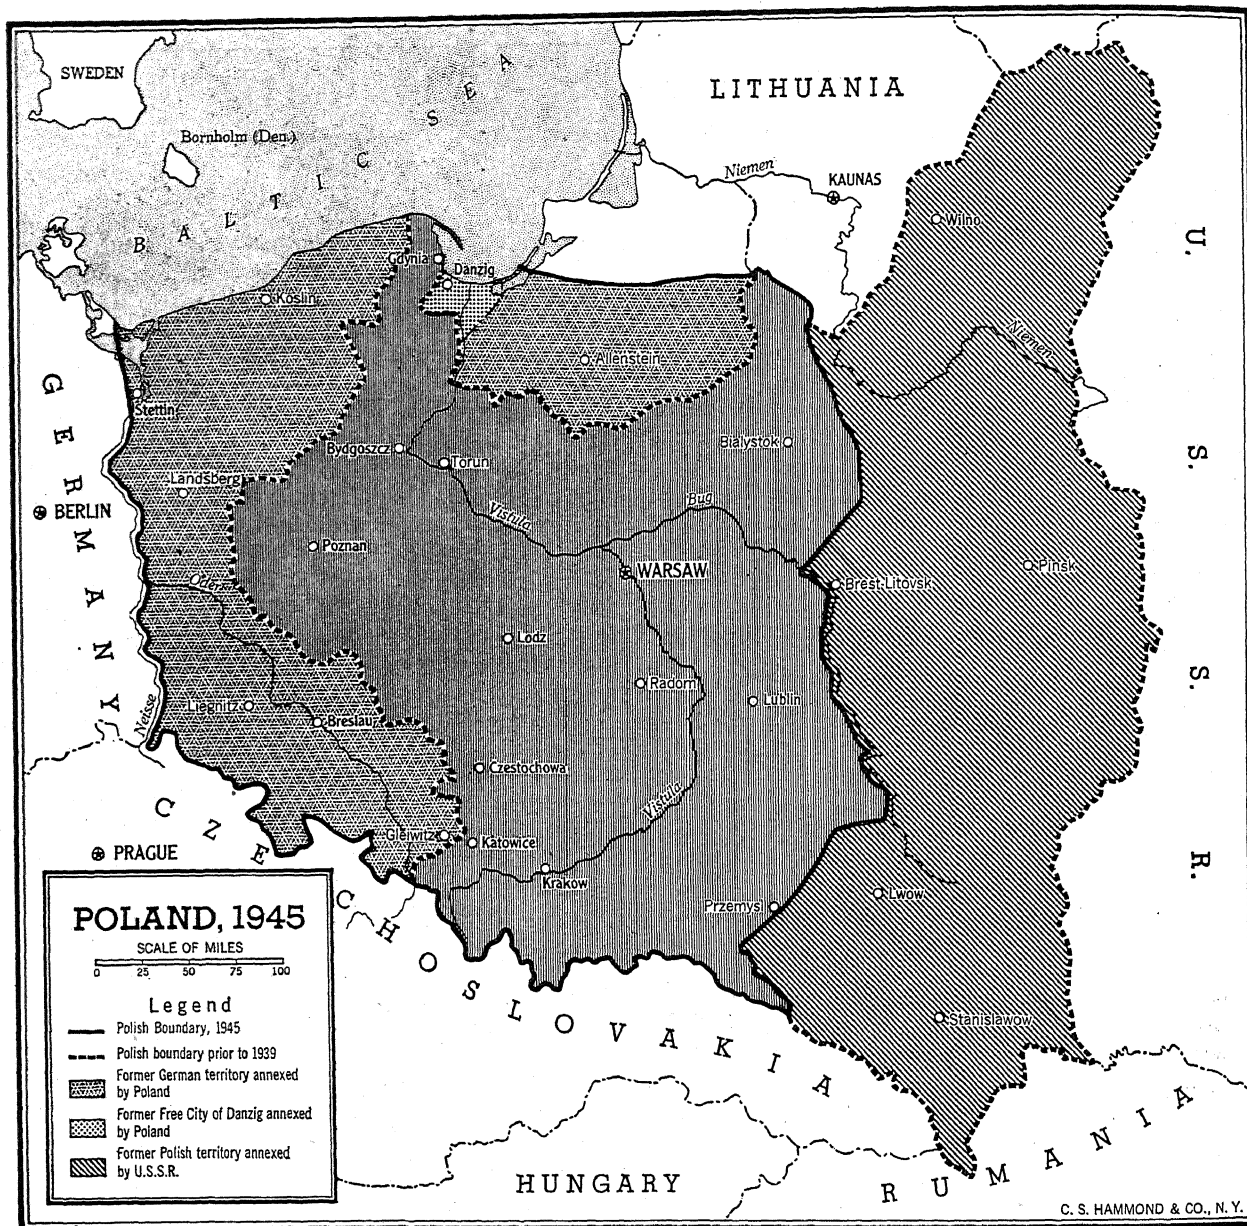 SWEDEN
Bornholm (Den.)
BALTIC SEA
LITHUANIA
Niemen
KAUNAS
Wilno
U. S. S. R.
Gdynia
Danzig
Köslin
Niemen
Allenstein
GERMANY
Stettin
Bydgoszcz
Torun
Bialystok
Landsberg
BERLIN
Vistula
Bug
Poznan
WARSAW
Pinsk
Brest Litovsk
Oder
Lodz
Radom
Lublin
Neisse
Liegnitz
Breslau
Czestochowa
Vistula
CZECHOSLOVAKIA
Gleiwitz
Katowice
PRAGUE
Krakow
Przemysl
Lwow
Stanislawow
HUNGARY
RUMANIA
POLAND, 1945
SCALE OF MILES
0 25 50 75 100
Legend
Polish Boundary, 1945
Polish boundary prior to 1939
Former German territory annexed
by Poland
Former Free City of Danzig annexed
by Poland
Former Polish territory annexed
by U.S.S.R.
C. S. HAMMOND & CO., N. Y.